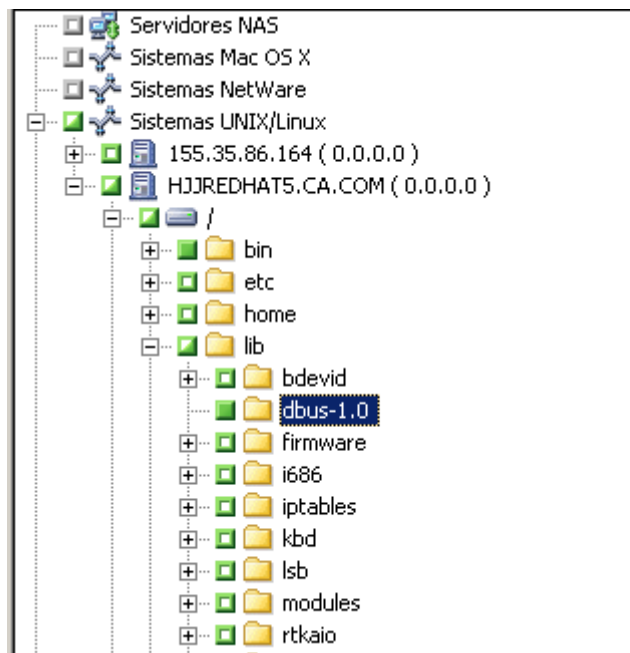 Servidores NAS
Sistemas Mac OS X
Sistemas NetWare
Sistemas UNIX/Linux
155.35.86.164 ( 0.0.0.0 )
HJJREDHAT5.CA.COM ( 0.0.0.0 )
/
bin
etc
home
lib
bdevid
dbus-1.0
firmware
i686
iptables
kbd
lsb
modules
rtkaio